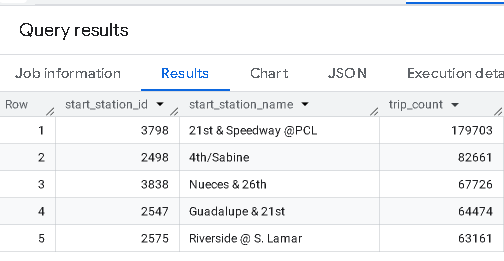 Query results
Job information Results Chart JSON Execution deta
Row start_station_id start_station_name trip_count
1 3798 21st & Speedway @PCL 179703
2 2498 4th/Sabine 82661
3 3838 Nueces & 26th 67726
4 2547 Guadalupe & 21st 64474
5 2575 Riverside @ S. Lamar 63161